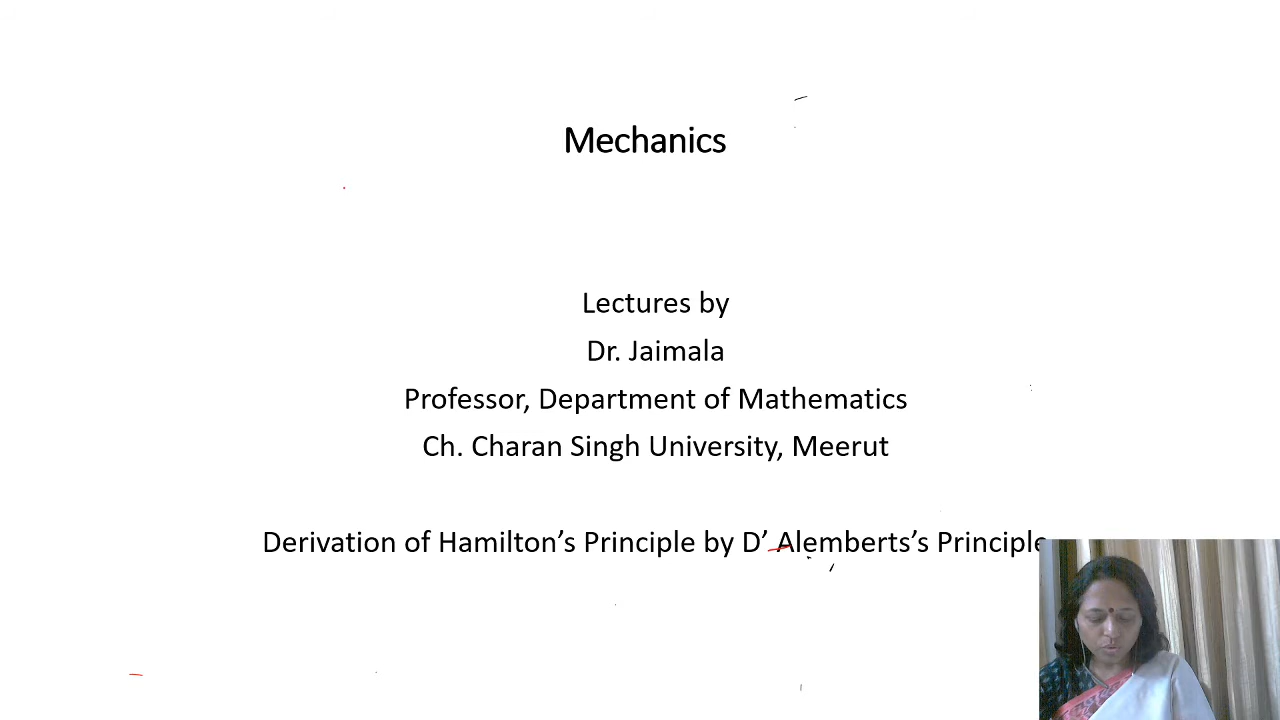 Mechanics
Lectures by
Dr. Jaimala
Professor, Department of Mathematics
Ch. Charan Singh University, Meerut
Derivation of Hamilton’s Principle by D’ Alemberts’s Principle